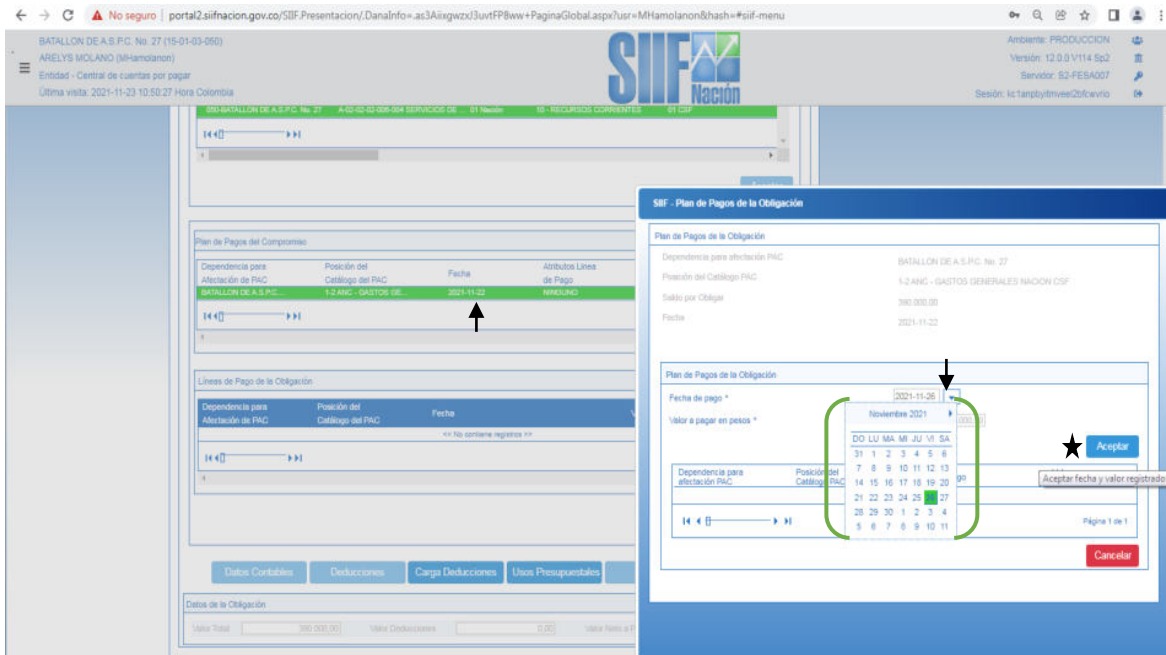 No seguro | portal2.siifnacion.gov.co/SIIF.Presentacion/.DanaInfo=.as3AiixgwzxJ3uvtFP8ww+PaginaGlobal.aspx?usr=MHamolanon&hash=#siif-menu
BATALLON DE A.S.P.C. No. 27 (15-01-03-050)
ARELYS MOLANO (MHamolanon)
Entidad - Central de cuentas por pagar
Última visita: 2021-11-23 10:50:27 Hora Colombia
SIIF Nación
Ambiente: PRODUCCION
Versión: 12.0.0 V114 Sp2
Servidor: S2-FESA007
Sesión:
050-BATALLON DE A.S.P.C. No. 27 A-02-02-02-006-004 SERVICIOS DE ... 01 Nación 10 - RECURSOS CORRIENTES 01 CSF
Plan de Pagos del Compromiso
Dependencia para Afectación de PAC
Posición del Catálogo del PAC
Fecha
Atributos Línea de Pago
BATALLON DE A.S.P.C... 1-2 ANC - GASTOS GE... 2021-11-22 NINGUNO
Líneas de Pago de la Obligación
Dependencia para Afectación de PAC
Posición del Catálogo del PAC
Fecha
V
<< No contiene registros >>
Datos Contables Deducciones Carga Deducciones Usos Presupuestales
Datos de la Obligación
Valor Total 390.000,00 Valor Deducciones 0,00 Valor Neto a P
SIIF - Plan de Pagos de la Obligación
Plan de Pagos de la Obligación
Dependencia para afectación PAC BATALLON DE A.S.P.C. No. 27
Posición del Catálogo PAC 1-2 ANC - GASTOS GENERALES NACION CSF
Saldo por Obligar 390.000,00
Fecha 2021-11-22
Plan de Pagos de la Obligación
Fecha de pago * 2021-11-26
Valor a pagar en pesos *
Noviembre 2021
DO LU MA MI JU VI SA
31 1 2 3 4 5 6
7 8 9 10 11 12 13
14 15 16 17 18 19 20
21 22 23 24 25 26 27
28 29 30 1 2 3 4
5 6 7 8 9 10 11
Aceptar
Aceptar fecha y valor registrado
Dependencia para afectación PAC
Posición del Catálogo PAC
Página 1 de 1
Cancelar